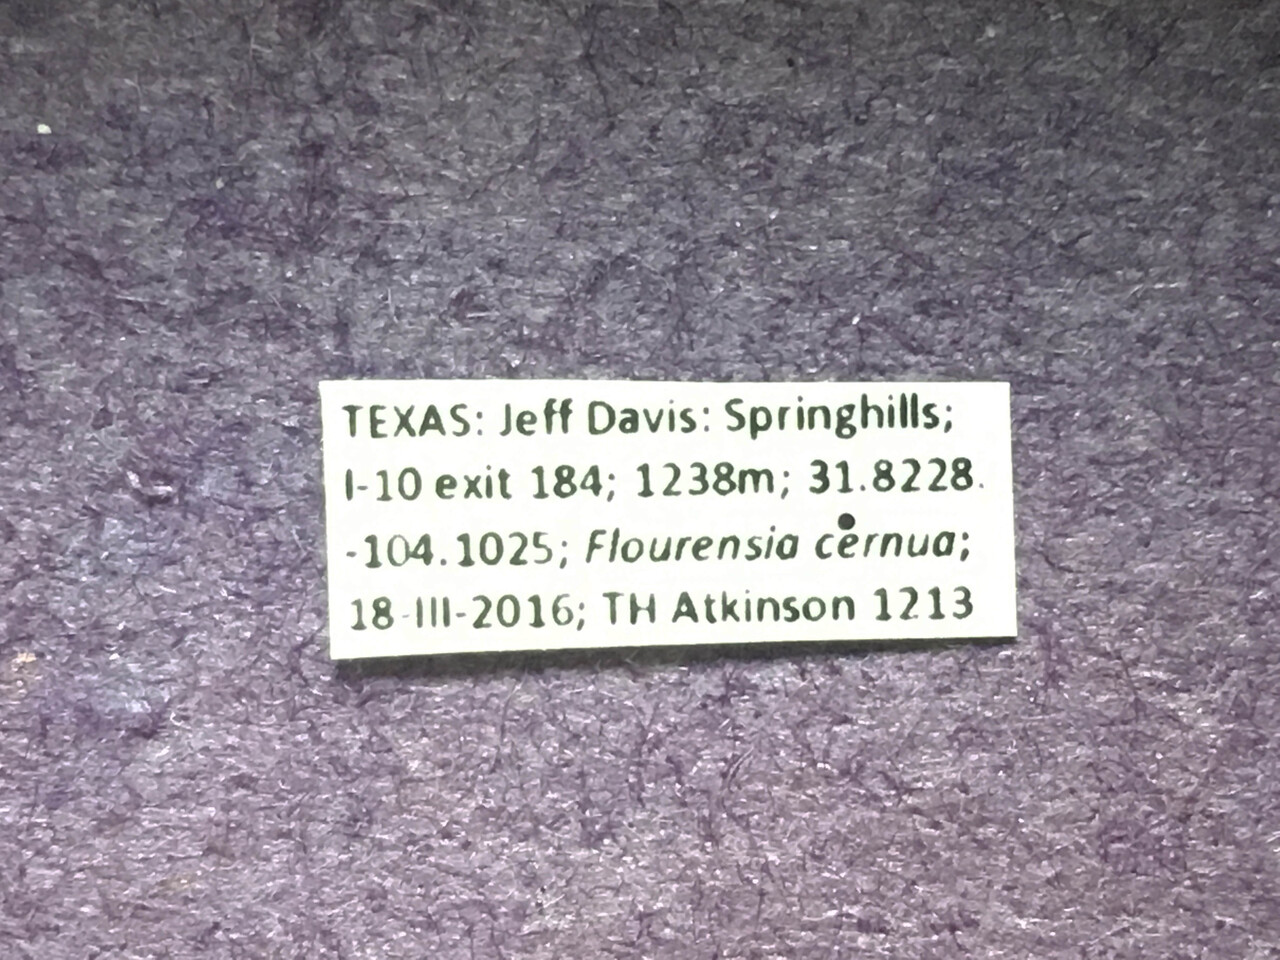 TEXAS: Jeff Davis: Springhills;
I-10 exit 184; 1238m; 31.8228.
-104.1025; Flourensia cernua;
18-III-2016; TH Atkinson 1213